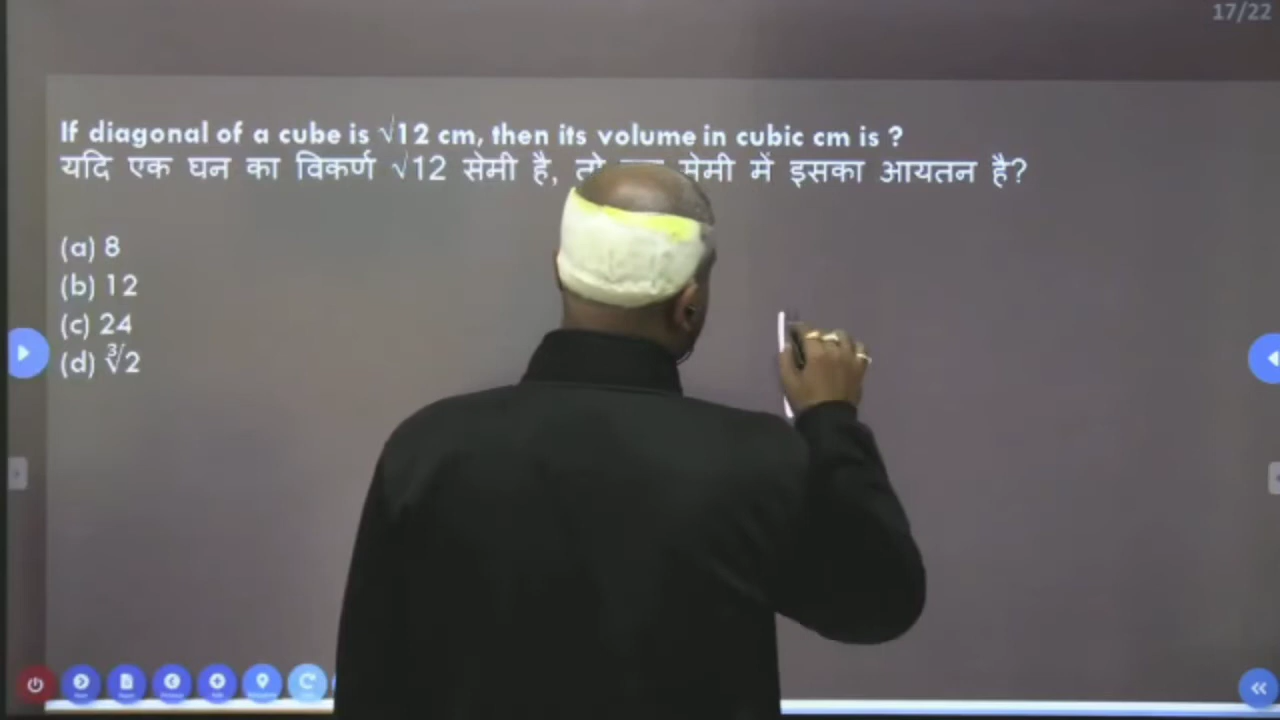 17/22
If diagonal of a cube is √12 cm, then its volume in cubic cm is ?
यदि एक घन का विकर्ण √12 सेमी है, तो सेमी में इसका आयतन है?
(a) 8
(b) 12
(c) 24
(d) ∛2